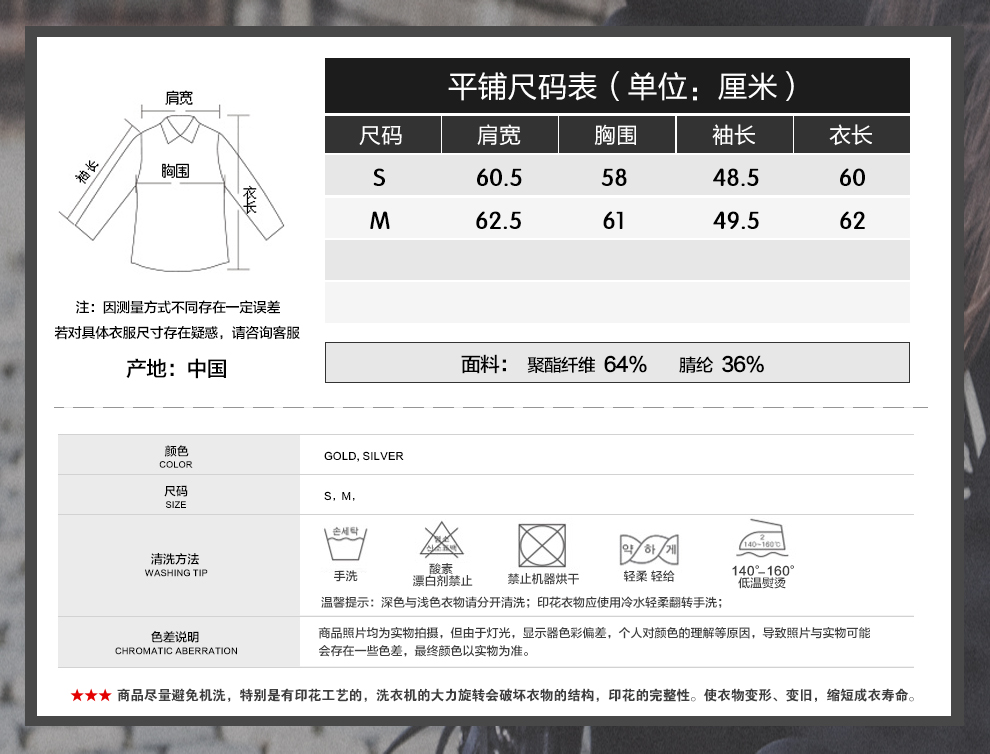 肩宽
袖长
胸围
衣长
注：因测量方式不同存在一定误差
若对具体衣服尺寸存在疑惑，请咨询客服
产地：中国
平铺尺码表（单位：厘米）
尺码 肩宽 胸围 袖长 衣长
S 60.5 58 48.5 60
M 62.5 61 49.5 62
面料： 聚酯纤维 64% 腈纶 36%
颜色
COLOR
GOLD, SILVER
尺码
SIZE
S, M,
清洗方法
WASHING TIP
손세탁
手洗
酸素
漂白剂禁止
禁止机器烘干
약하게
轻柔 轻给
2
140~160℃
140°–160°
低温熨烫
温馨提示：深色与浅色衣物请分开清洗；印花衣物应使用冷水轻柔翻转手洗；
色差说明
CHROMATIC ABERRATION
商品照片均为实物拍摄，但由于灯光，显示器色彩偏差，个人对颜色的理解等原因，导致照片与实物可能
会存在一些色差，最终颜色以实物为准。
★★★ 商品尽量避免机洗，特别是有印花工艺的，洗衣机的大力旋转会破坏衣物的结构，印花的完整性。使衣物变形、变旧，缩短成衣寿命。